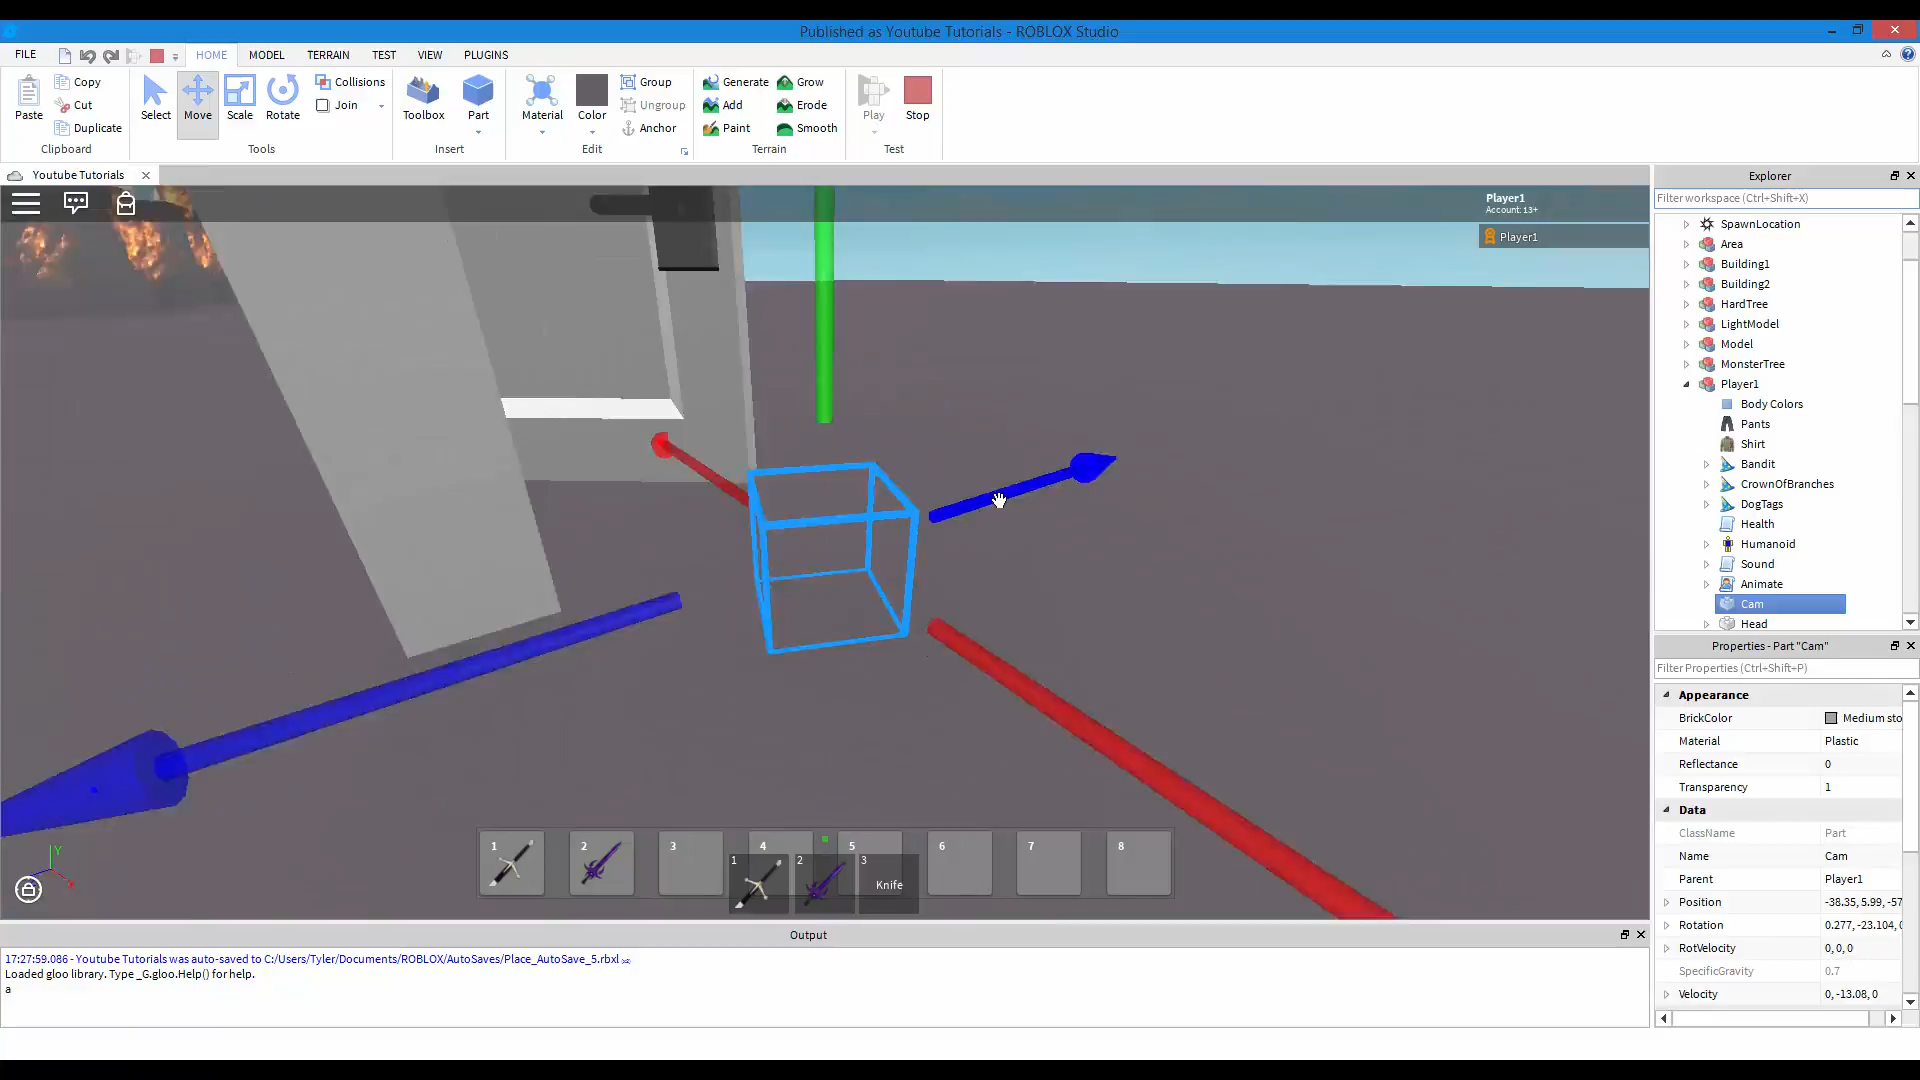 Published as Youtube Tutorials - ROBLOX Studio
FILE HOME MODEL TERRAIN TEST VIEW PLUGINS
Paste
Copy
Cut
Duplicate
Clipboard
Select
Move
Scale
Rotate
Collisions
Join
Tools
Toolbox
Part
Insert
Material
Color
Group
Ungroup
Anchor
Edit
Generate
Add
Paint
Grow
Erode
Smooth
Terrain
Play
Stop
Test
Youtube Tutorials
Player1
Account: 13+
Player1
Y
1 2 3 4 5 6 7 8
1 2 3
Knife
Output
17:27:59.086 - Youtube Tutorials was auto-saved to C:/Users/Tyler/Documents/ROBLOX/AutoSaves/Place_AutoSave_5.rbxl
Loaded gloo library. Type _G.gloo.Help() for help.
a
Explorer
Filter workspace (Ctrl+Shift+X)
SpawnLocation
Area
Building1
Building2
HardTree
LightModel
Model
MonsterTree
Player1
Body Colors
Pants
Shirt
Bandit
CrownOfBranches
DogTags
Health
Humanoid
Sound
Animate
Cam
Head
Properties - Part "Cam"
Filter Properties (Ctrl+Shift+P)
Appearance
BrickColor Medium sto
Material Plastic
Reflectance 0
Transparency 1
Data
ClassName Part
Name Cam
Parent Player1
Position -38.35, 5.99, -57
Rotation 0.277, -23.104, 0
RotVelocity 0, 0, 0
SpecificGravity 0.7
Velocity 0, -13.08, 0